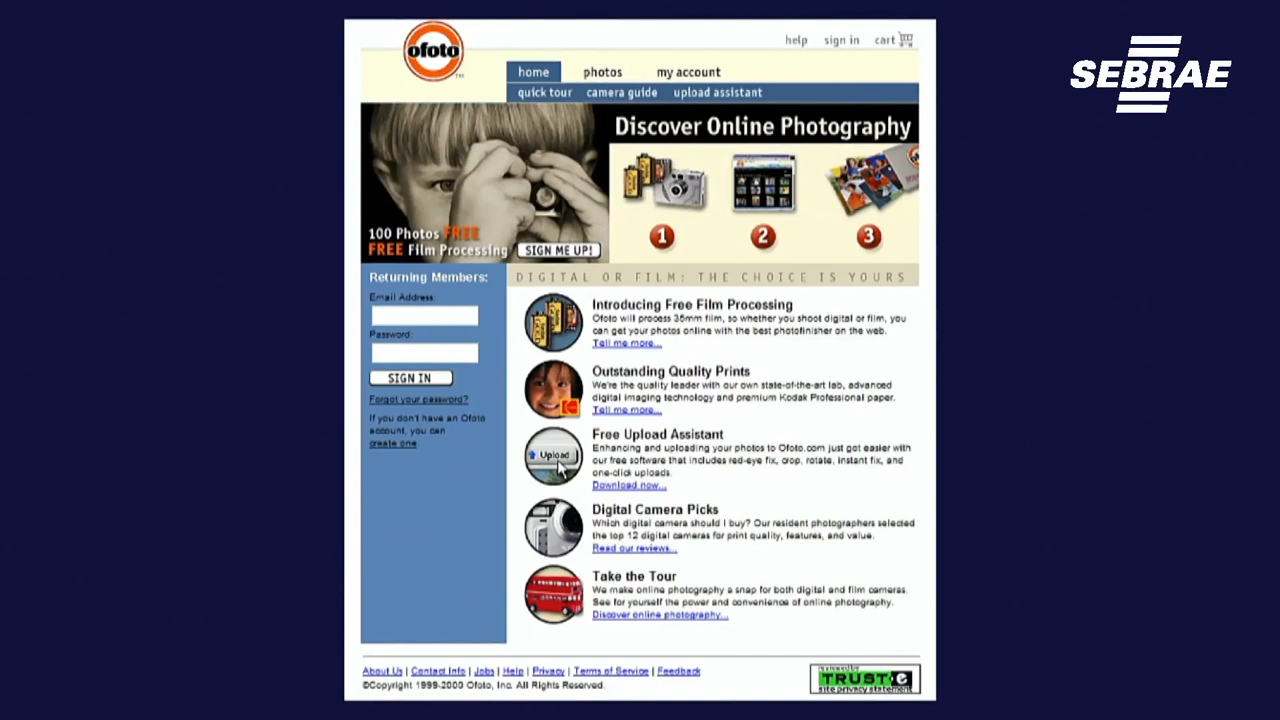 ofoto
TM
help sign in cart
SEBRAE
home photos my account
quick tour camera guide upload assistant
Discover Online Photography
100 Photos FREE
FREE Film Processing
SIGN ME UP!
1 2 3
Returning Members:
Email Address:
Password:
SIGN IN
Forgot your password?
If you don't have an Ofoto
account, you can
create one.
DIGITAL OR FILM: THE CHOICE IS YOURS
Introducing Free Film Processing
Ofoto will process 35mm film, so whether you shoot digital or film, you
can get your photos online with the best photofinisher on the web.
Tell me more...
Outstanding Quality Prints
We're the quality leader with our own state-of-the-art lab, advanced
digital imaging technology and premium Kodak Professional paper.
Tell me more...
Upload
Free Upload Assistant
Enhancing and uploading your photos to Ofoto.com just got easier with
our free software that includes red-eye fix, crop, rotate, instant fix, and
one-click uploads.
Download now...
Digital Camera Picks
Which digital camera should I buy? Our resident photographers selected
the top 12 digital cameras for print quality, features, and value.
Read our reviews...
Take the Tour
We make online photography a snap for both digital and film cameras.
See for yourself the power and convenience of online photography.
Discover online photography...
About Us | Contact Info | Jobs | Help | Privacy | Terms of Service | Feedback
©Copyright 1999-2000 Ofoto, Inc. All Rights Reserved.
reviewed by
TRUSTe
site privacy statement